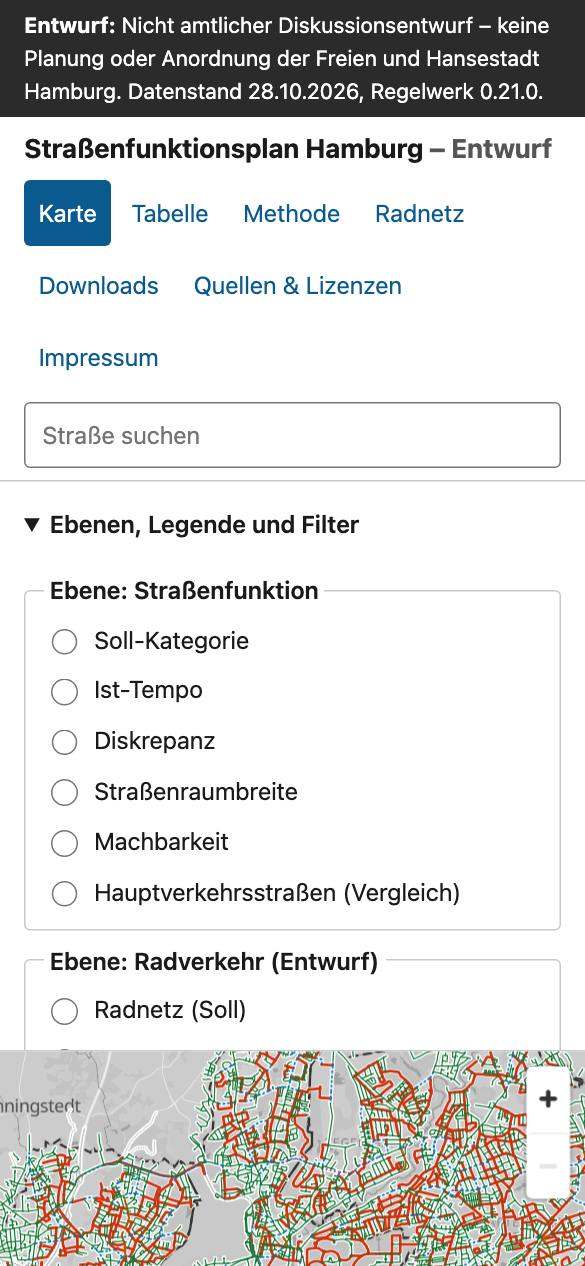 Entwurf: Nicht amtlicher Diskussionsentwurf – keine
Planung oder Anordnung der Freien und Hansestadt
Hamburg. Datenstand 28.10.2026, Regelwerk 0.21.0.
Straßenfunktionsplan Hamburg – Entwurf
Karte Tabelle Methode Radnetz
Downloads Quellen & Lizenzen
Impressum
Straße suchen
▼ Ebenen, Legende und Filter
Ebene: Straßenfunktion
Soll-Kategorie
Ist-Tempo
Diskrepanz
Straßenraumbreite
Machbarkeit
Hauptverkehrsstraßen (Vergleich)
Ebene: Radverkehr (Entwurf)
Radnetz (Soll)
nningstedt
+
−